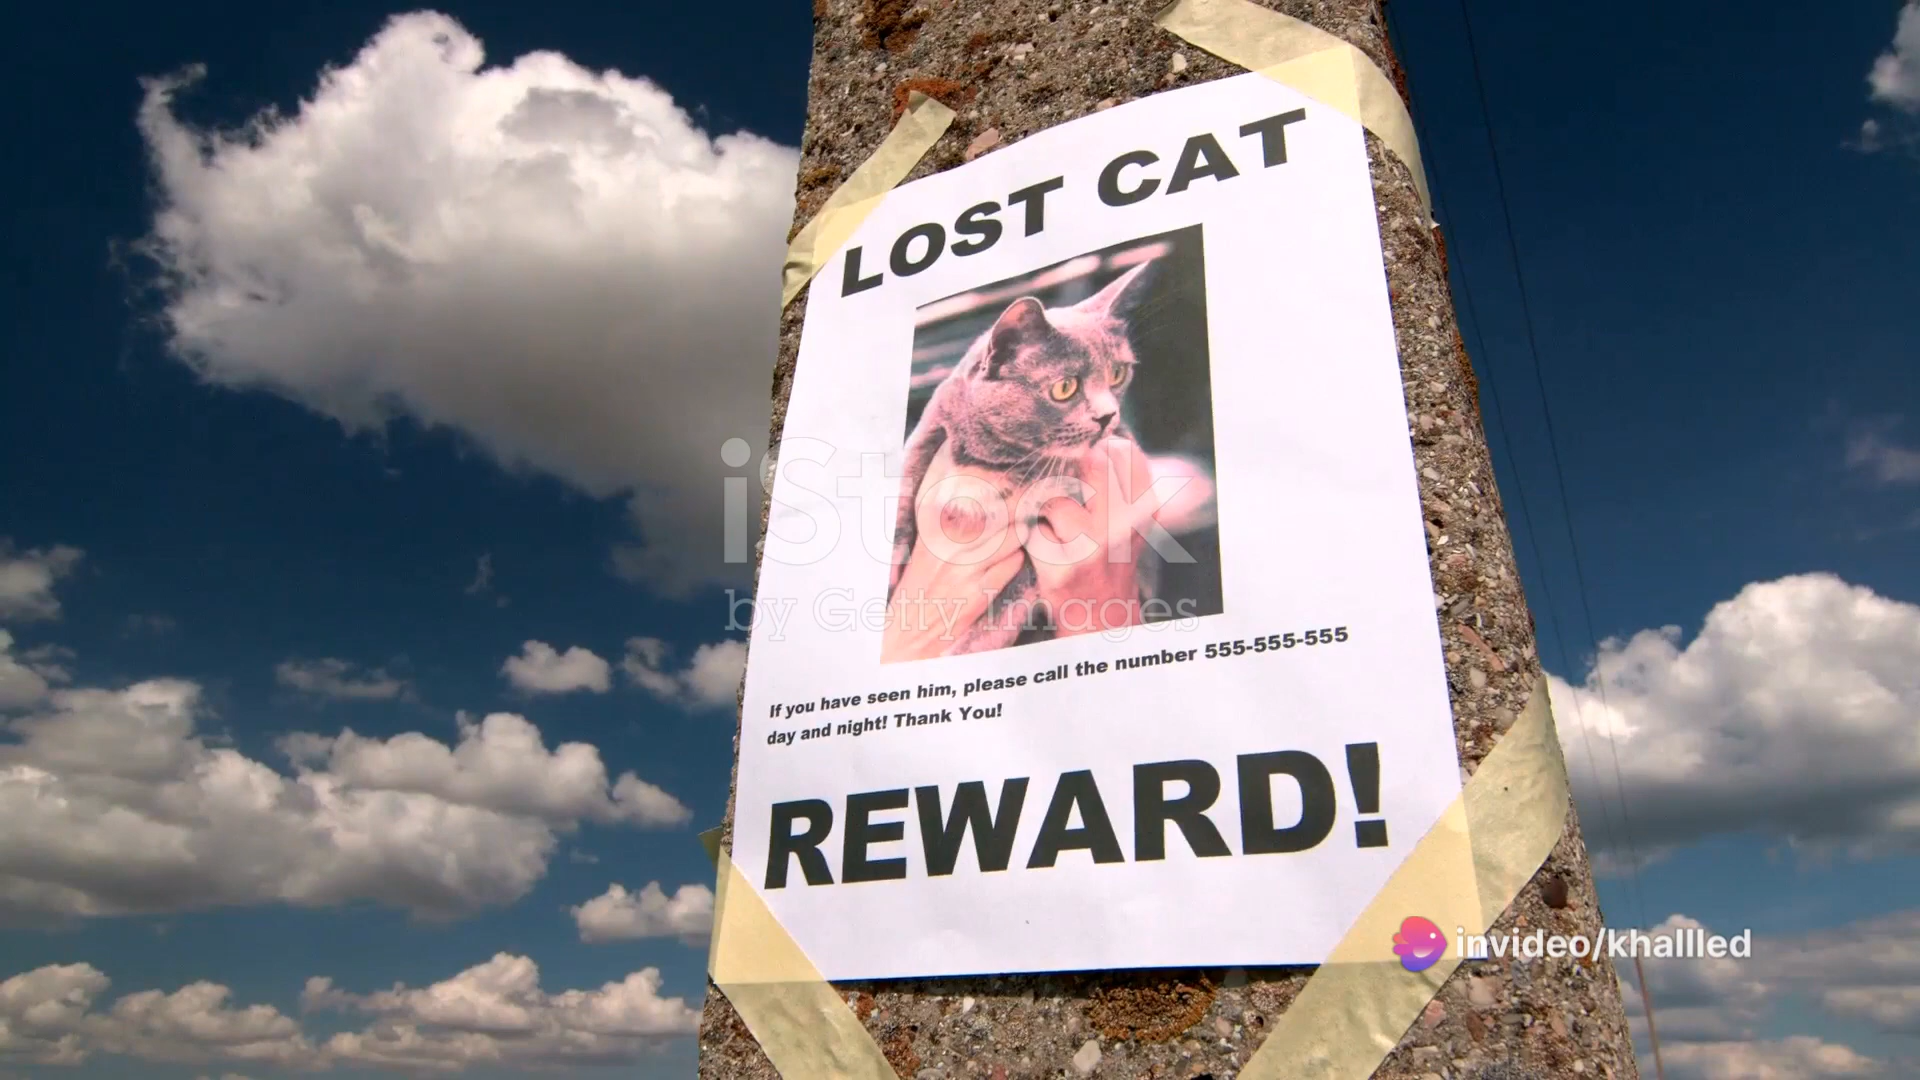 LOST CAT
iStock
by Getty Images
If you have seen him, please call the number 555-555-555
day and night! Thank You!
REWARD!
invideo/khallled